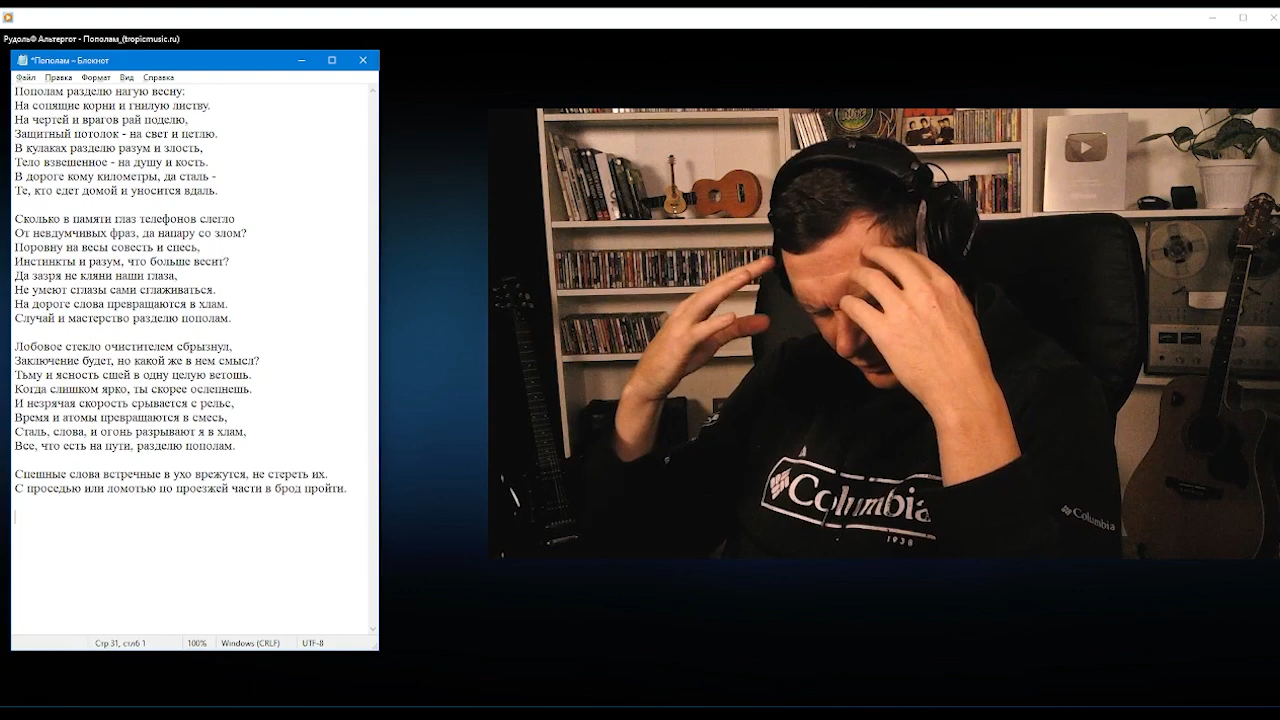 РудольФ Альтергот - Пополам_(tropicmusic.ru)
*Пополам – Блокнот
Файл Правка Формат Вид Справка
Пополам разделю нагую весну:
На сопящие корни и гнилую листву.
На чертей и врагов рай поделю,
Защитный потолок - на свет и петлю.
В кулаках разделю разум и злость,
Тело взвешенное - на душу и кость.
В дороге кому километры, да сталь -
Те, кто едет домой и уносится вдаль.
Сколько в памяти глаз телефонов слегло
От невдумчивых фраз, да напару со злом?
Поровну на весы совесть и спесь,
Инстинкты и разум, что больше весит?
Да зазря не кляни наши глаза,
Не умеют сглазы сами сглаживаться.
На дороге слова превращаются в хлам.
Случай и мастерство разделю пополам.
Лобовое стекло очистителем сбрызнул,
Заключение будет, но какой же в нем смысл?
Тьму и ясность сшей в одну целую ветошь.
Когда слишком ярко, ты скорее ослепнешь.
И незрячая скорость срывается с рельс,
Время и атомы превращаются в смесь,
Сталь, слова, и огонь разрывают я в хлам,
Все, что есть на пути, разделю пополам.
Спешные слова встречные в ухо врежутся, не стереть их.
С проседью или ломотью по проезжей части в брод пройти.
Стр 31, стлб 1 100% Windows (CRLF) UTF-8
Columbia
1938
Columbia